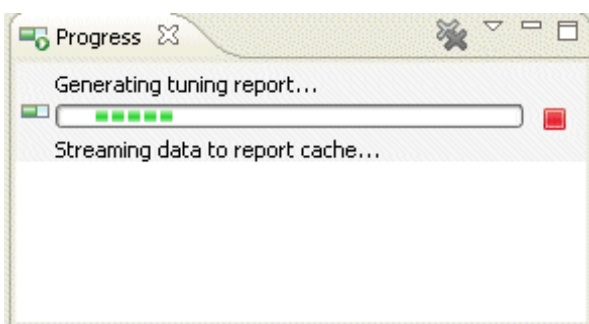 Progress
Generating tuning report...
Streaming data to report cache...